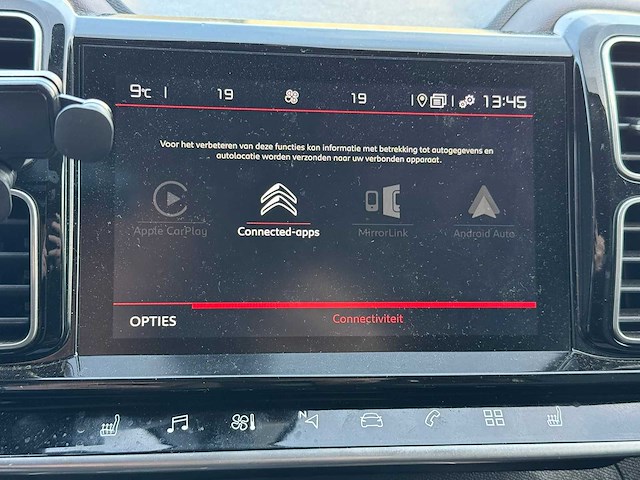 9°C 19 19 13:45
Voor het verbeteren van deze functies kan informatie met betrekking tot autogegevens en
autolocatie worden verzonden naar uw verbonden apparaat.
Apple CarPlay Connected-apps MirrorLink Android Auto
OPTIES Connectiviteit
N